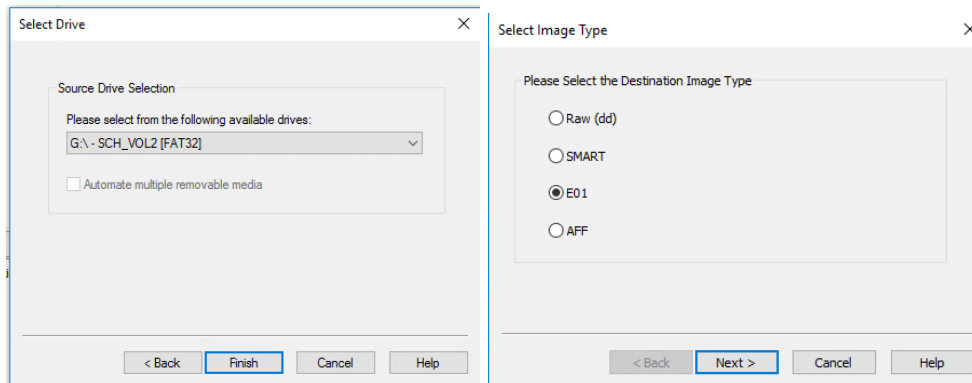 Select Drive
Source Drive Selection
Please select from the following available drives:
G:\ - SCH_VOL2 [FAT32]
Automate multiple removable media
< Back
Finish
Cancel
Help
Select Image Type
Please Select the Destination Image Type
Raw (dd)
SMART
E01
AFF
< Back
Next >
Cancel
Help